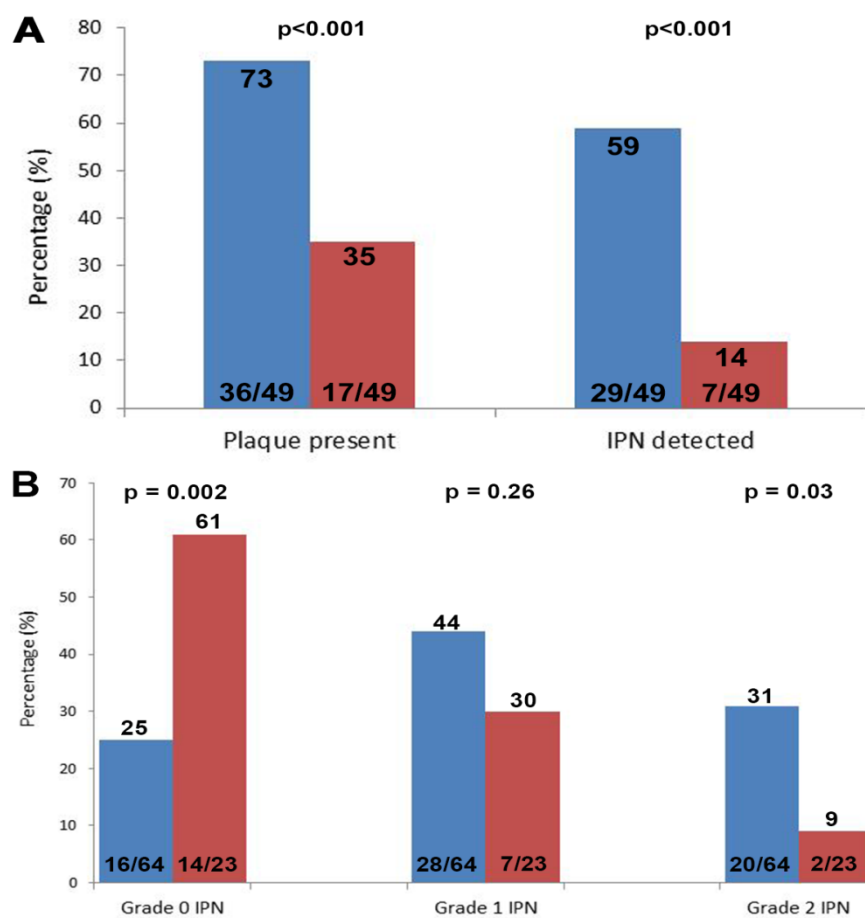 A
p<0.001 p<0.001
80
70
60
50
40
30
20
10
0
Percentage (%)
73
35
59
14
36/49 17/49 29/49 7/49
Plaque present IPN detected
B
p = 0.002 p = 0.26 p = 0.03
70
60
50
40
30
20
10
0
Percentage (%)
25
61
44
30
31
9
16/64 14/23 28/64 7/23 20/64 2/23
Grade 0 IPN Grade 1 IPN Grade 2 IPN